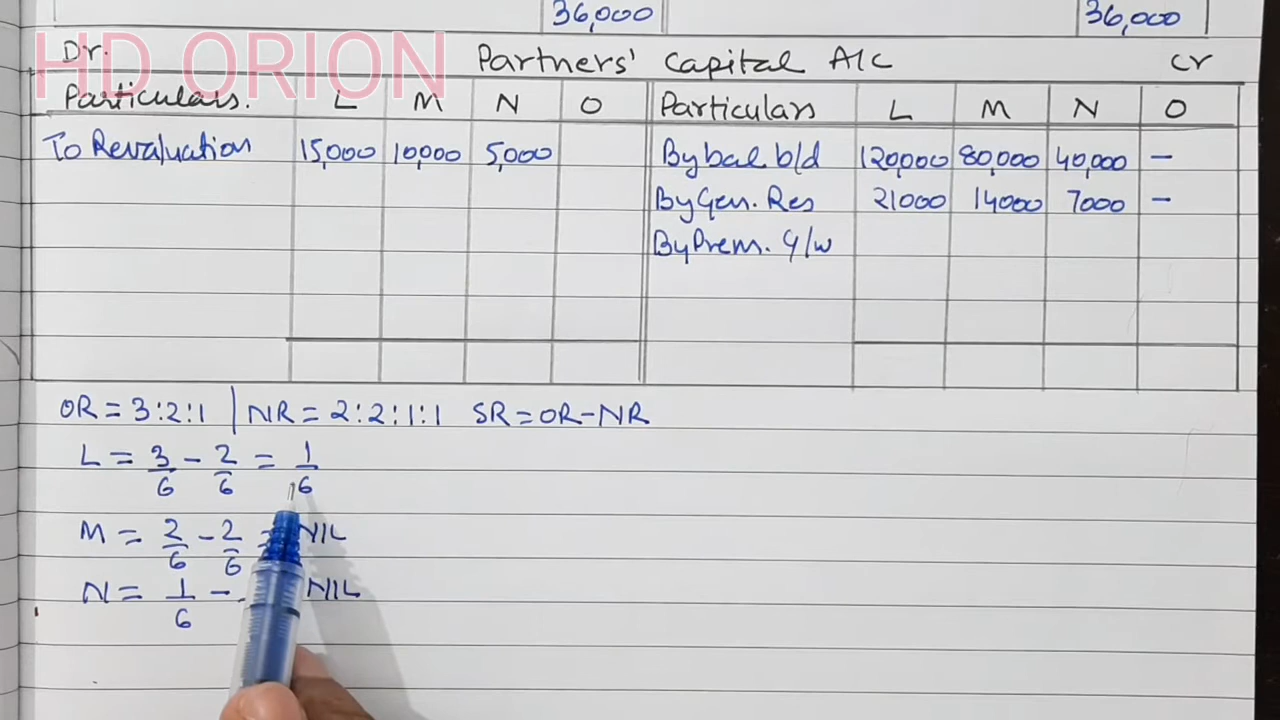 36,000 36,000
HD ORION
Dr. Partners' Capital A/C Cr
Particulars. L M N O Particulars L M N O
To Revaluation 15,000 10,000 5,000 By bal b/d 120,000 80,000 40,000 –
By Gen. Res 21000 14000 7000 –
By Prem. G/w
OR = 3:2:1 | NR = 2:2:1:1 SR = OR-NR
L = 3/6 - 2/6 = 1/6
M = 2/6 - 2/6 = NIL
N = 1/6 - NIL